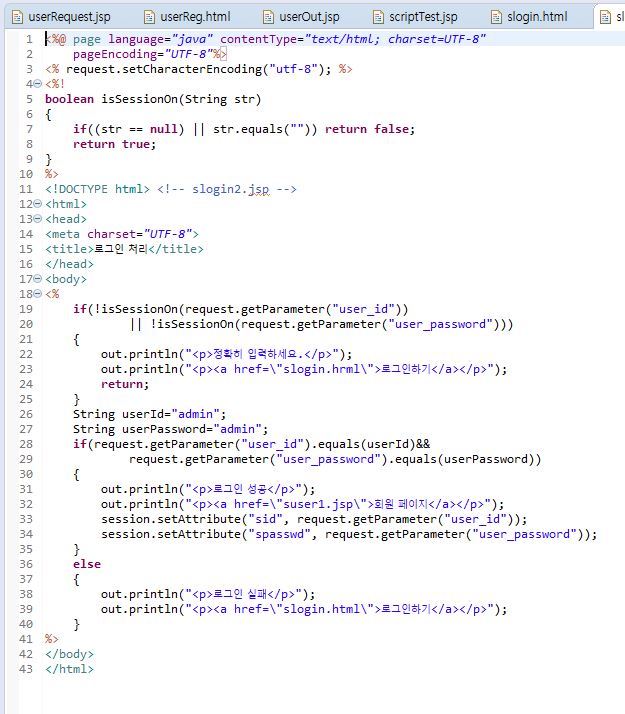 userRequest.jsp userReg.html userOut.jsp scriptTest.jsp slogin.html sl
1 <%@ page language="java" contentType="text/html; charset=UTF-8"
2 pageEncoding="UTF-8"%>
3 <% request.setCharacterEncoding("utf-8"); %>
4 <%!
5 boolean isSessionOn(String str)
6 {
7 if((str == null) || str.equals("")) return false;
8 return true;
9 }
10 %>
11 <!DOCTYPE html> <!-- slogin2.jsp -->
12 <html>
13 <head>
14 <meta charset="UTF-8">
15 <title>로그인 처리</title>
16 </head>
17 <body>
18 <%
19 if(!isSessionOn(request.getParameter("user_id"))
20 || !isSessionOn(request.getParameter("user_password")))
21 {
22 out.println("<p>정확히 입력하세요.</p>");
23 out.println("<p><a href=\"slogin.hrml\">로그인하기</a></p>");
24 return;
25 }
26 String userId="admin";
27 String userPassword="admin";
28 if(request.getParameter("user_id").equals(userId)&&
29 request.getParameter("user_password").equals(userPassword))
30 {
31 out.println("<p>로그인 성공</p>");
32 out.println("<p><a href=\"suser1.jsp\">회원 페이지</a></p>");
33 session.setAttribute("sid", request.getParameter("user_id"));
34 session.setAttribute("spasswd", request.getParameter("user_password"));
35 }
36 else
37 {
38 out.println("<p>로그인 실패</p>");
39 out.println("<p><a href=\"slogin.html\">로그인하기</a></p>");
40 }
41 %>
42 </body>
43 </html>